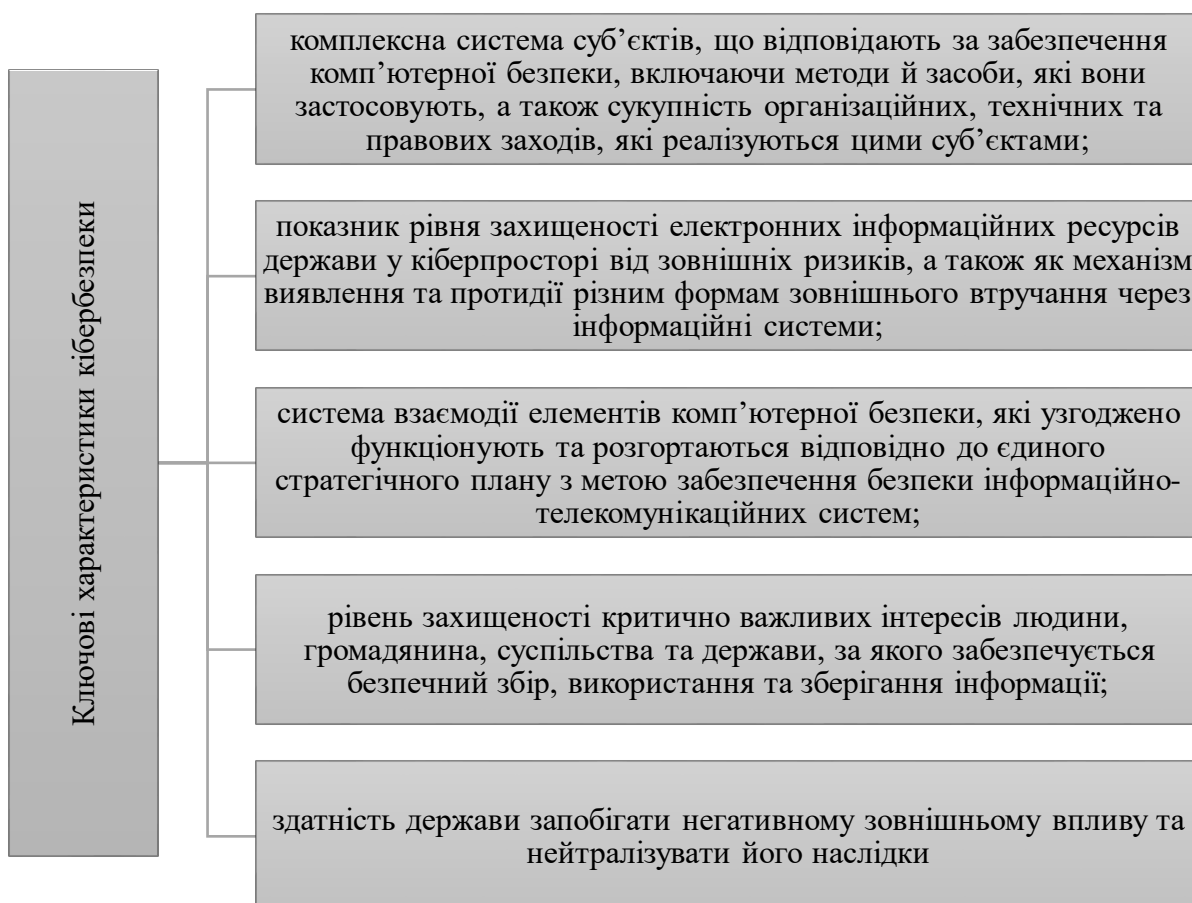 Ключові характеристики кібербезпеки
комплексна система суб’єктів, що відповідають за забезпечення
комп’ютерної безпеки, включаючи методи й засоби, які вони
застосовують, а також сукупність організаційних, технічних та
правових заходів, які реалізуються цими суб’єктами;
показник рівня захищеності електронних інформаційних ресурсів
держави у кіберпросторі від зовнішніх ризиків, а також як механізм
виявлення та протидії різним формам зовнішнього втручання через
інформаційні системи;
система взаємодії елементів комп’ютерної безпеки, які узгоджено
функціонують та розгортаються відповідно до єдиного
стратегічного плану з метою забезпечення безпеки інформаційно-
телекомунікаційних систем;
рівень захищеності критично важливих інтересів людини,
громадянина, суспільства та держави, за якого забезпечується
безпечний збір, використання та зберігання інформації;
здатність держави запобігати негативному зовнішньому впливу та
нейтралізувати його наслідки